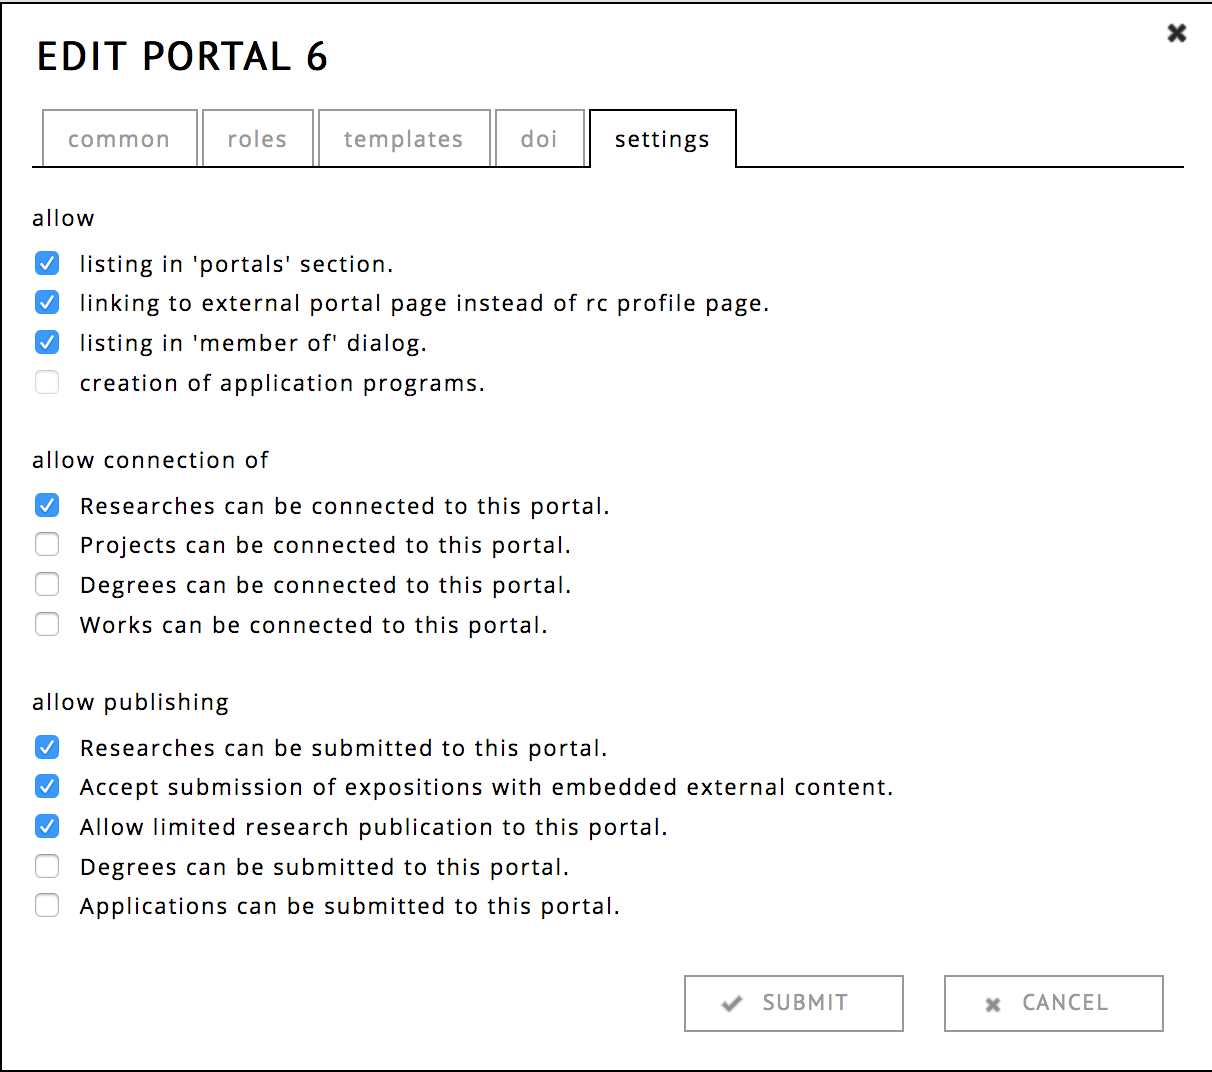 EDIT PORTAL 6
common roles templates doi settings
allow
listing in 'portals' section.
linking to external portal page instead of rc profile page.
listing in 'member of' dialog.
creation of application programs.
allow connection of
Researches can be connected to this portal.
Projects can be connected to this portal.
Degrees can be connected to this portal.
Works can be connected to this portal.
allow publishing
Researches can be submitted to this portal.
Accept submission of expositions with embedded external content.
Allow limited research publication to this portal.
Degrees can be submitted to this portal.
Applications can be submitted to this portal.
SUBMIT CANCEL